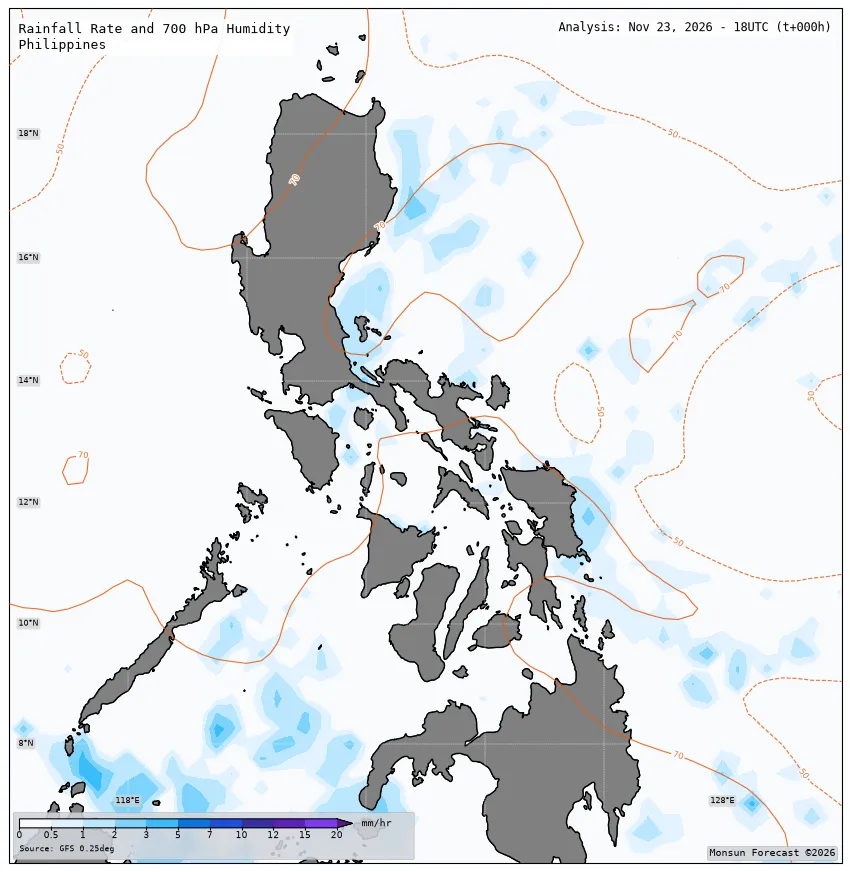 Rainfall Rate and 700 hPa Humidity
Philippines
Analysis: Nov 23, 2026 - 18UTC (t+000h)
50
50
18°N
70
70
16°N
70
70
50
14°N
50
50
70
12°N
50
10°N
8°N
70
50
118°E
128°E
mm/hr
0 0.5 1 2 3 5 7 10 12 15 20
Source: GFS 0.25deg
Monsun Forecast ©2026